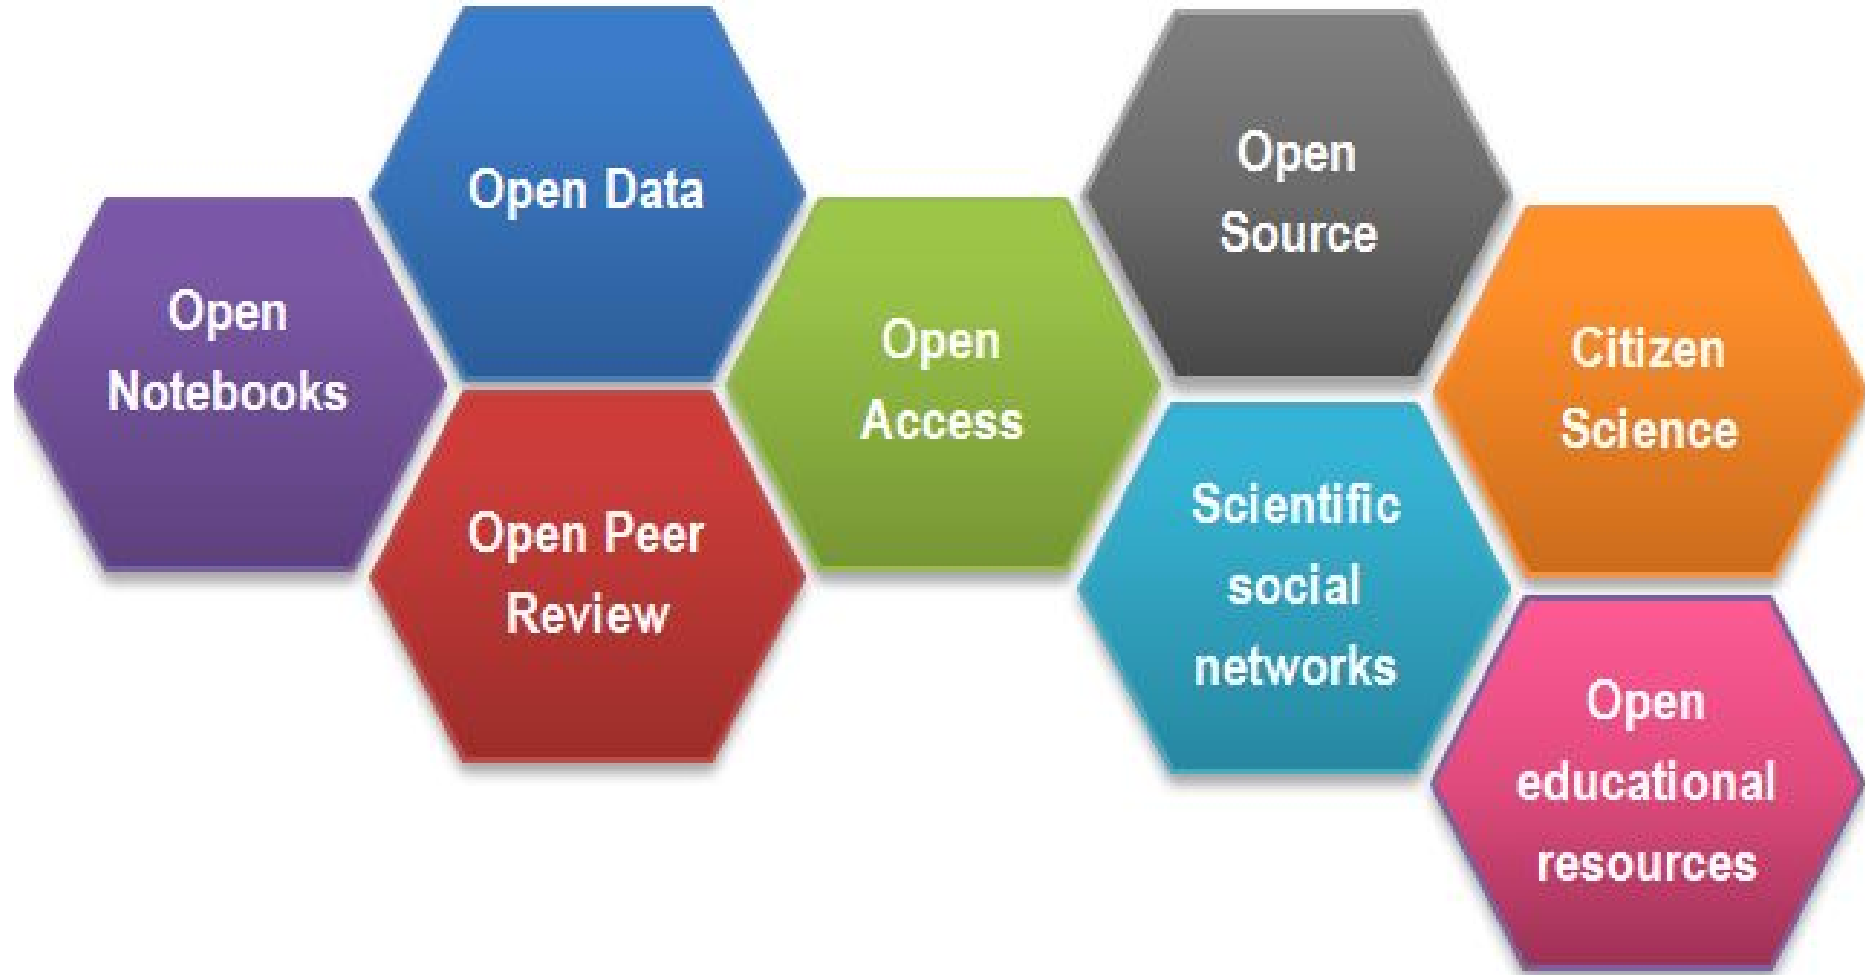 Open
Notebooks
Open Data
Open Peer
Review
Open
Access
Open
Source
Scientific
social
networks
Citizen
Science
Open
educational
resources